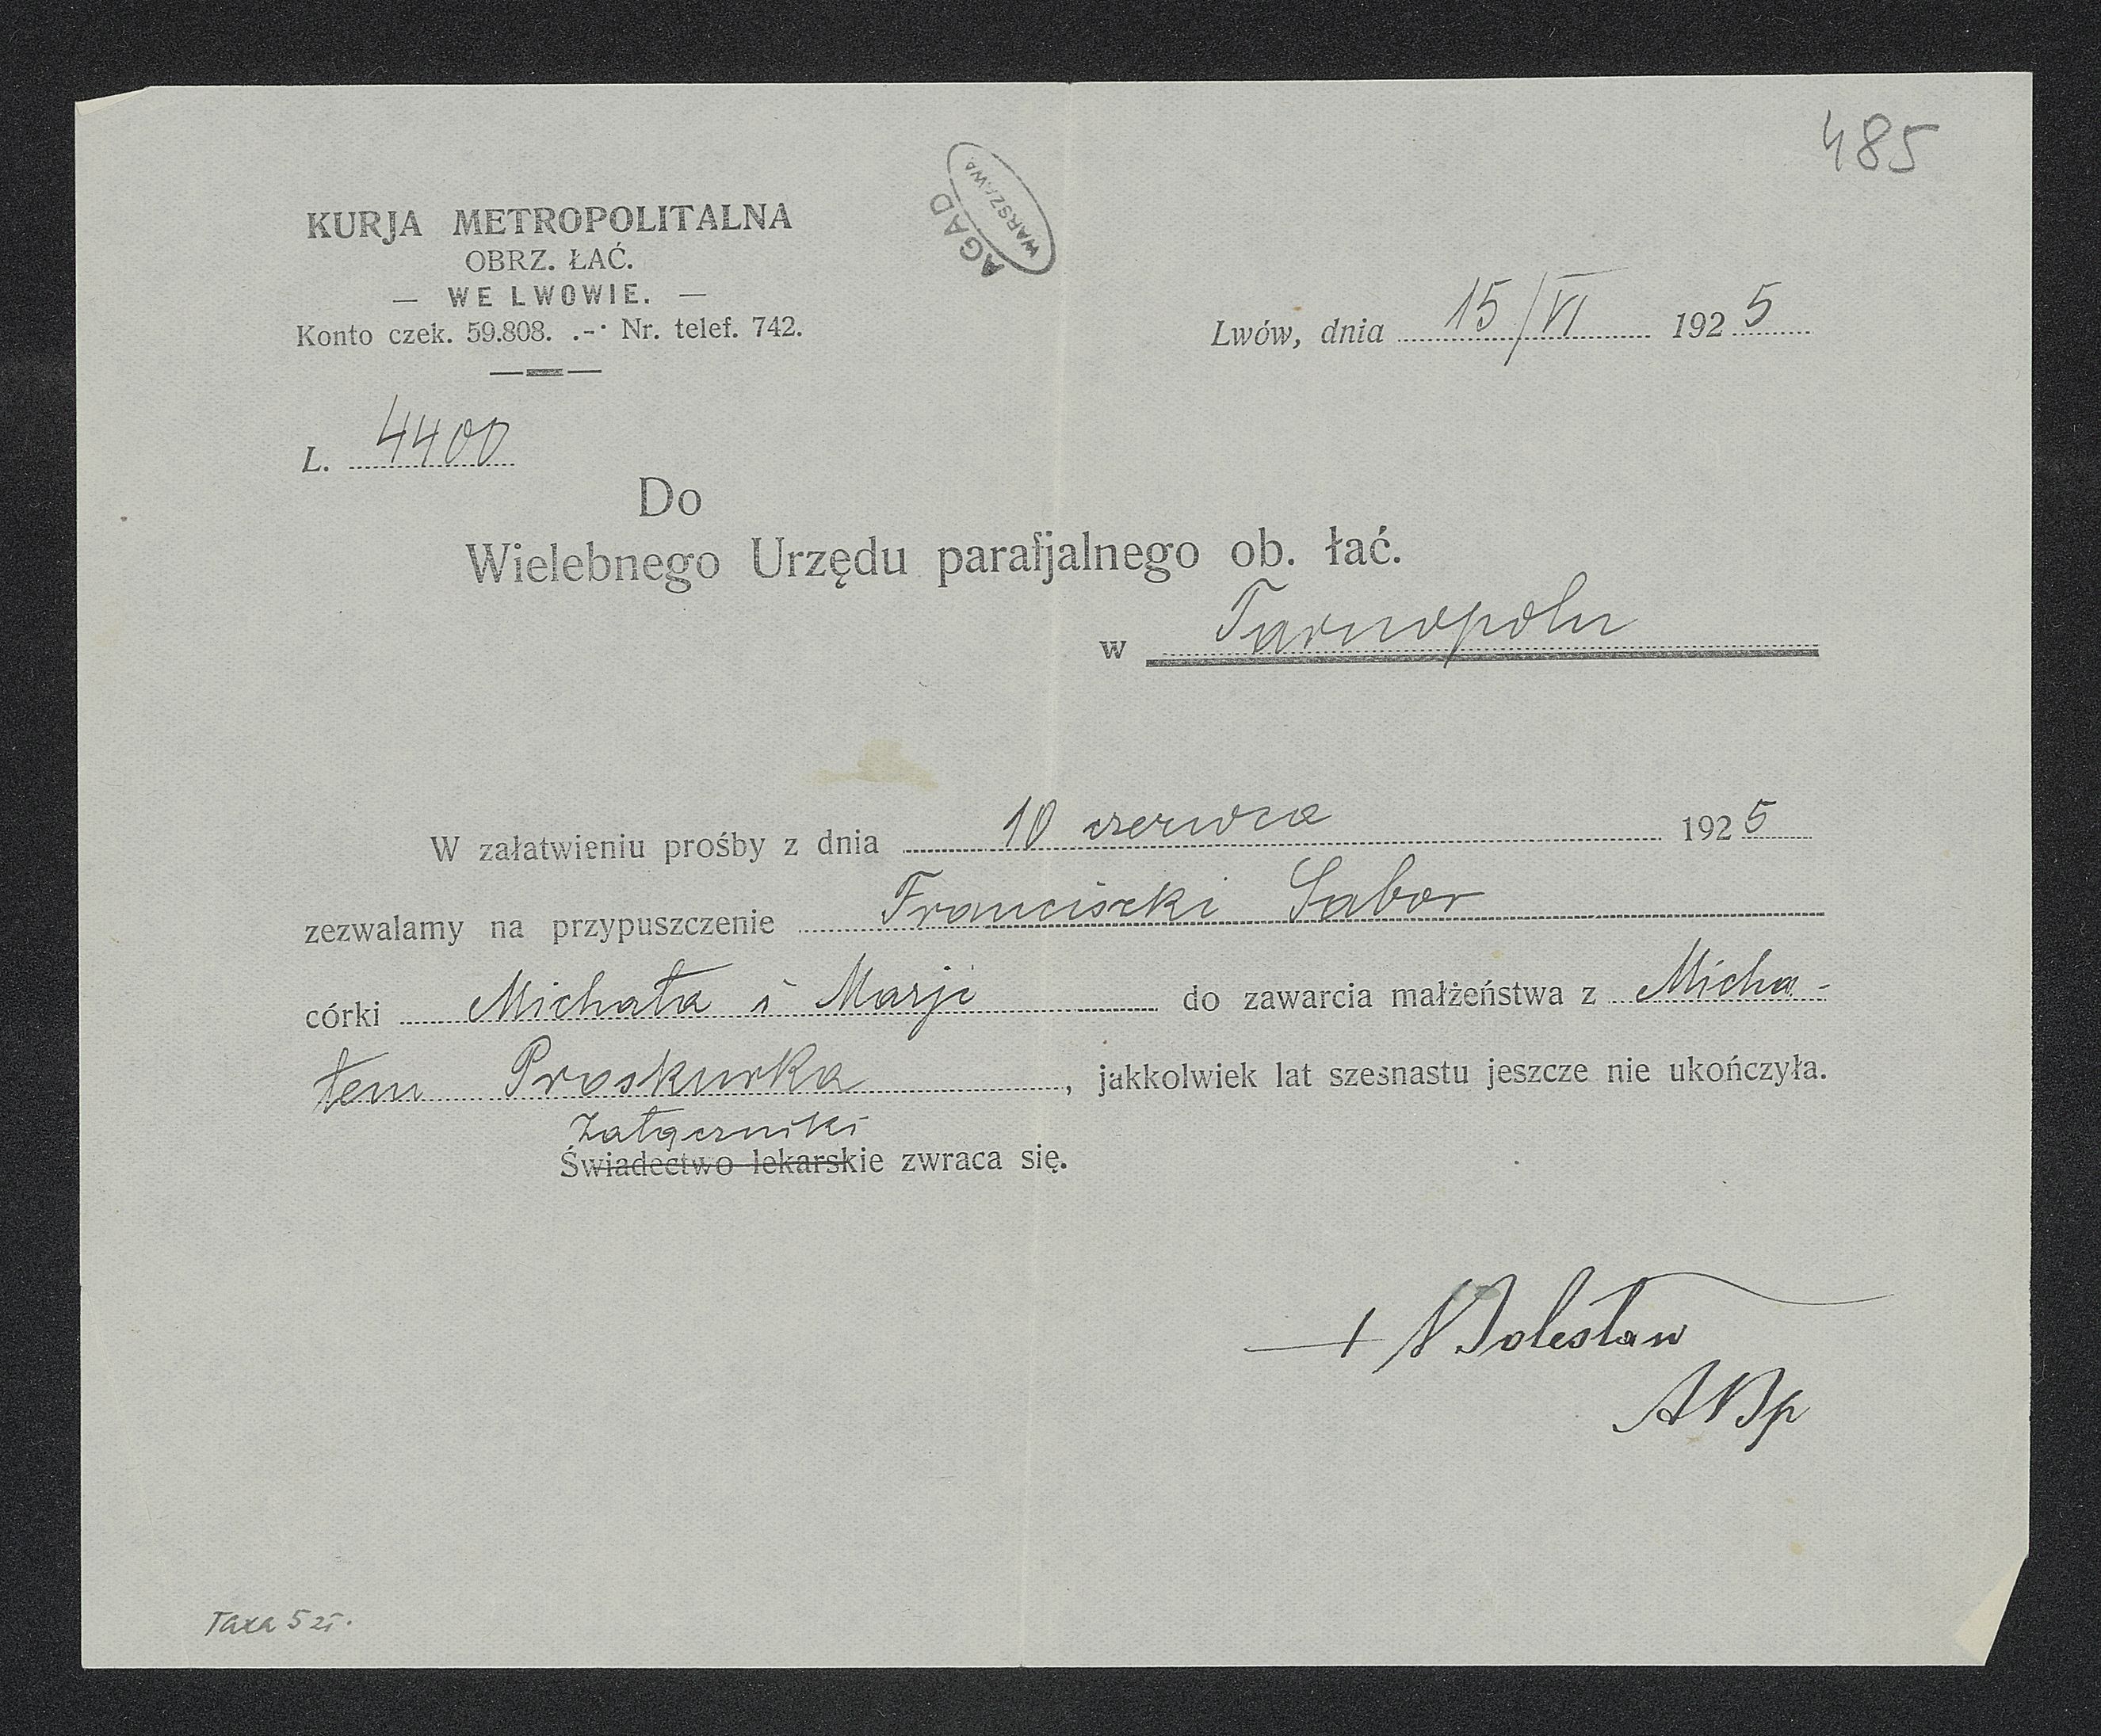 485
AGAD
WARSZAWA
KURJA METROPOLITALNA
OBRZ. ŁAĆ.
— WE LWOWIE. —
Konto czek. 59.808. .-· Nr. telef. 742.
Lwów, dnia 15/VI 1925
L. 4400
Do
Wielebnego Urzędu parafjalnego ob. łać.
w Tarnopolu
W załatwieniu prośby z dnia 10 czerwca 1925
zezwalamy na przypuszczenie Franciszki Sabor
córki Michała i Marji do zawarcia małżeństwa z Micha-
łem Proskurka, jakkolwiek lat szesnastu jeszcze nie ukończyła.
Załączniki
Świadectwo lekarskie zwraca się.
+ Bolesław
ABp
Taxa 5 zł.